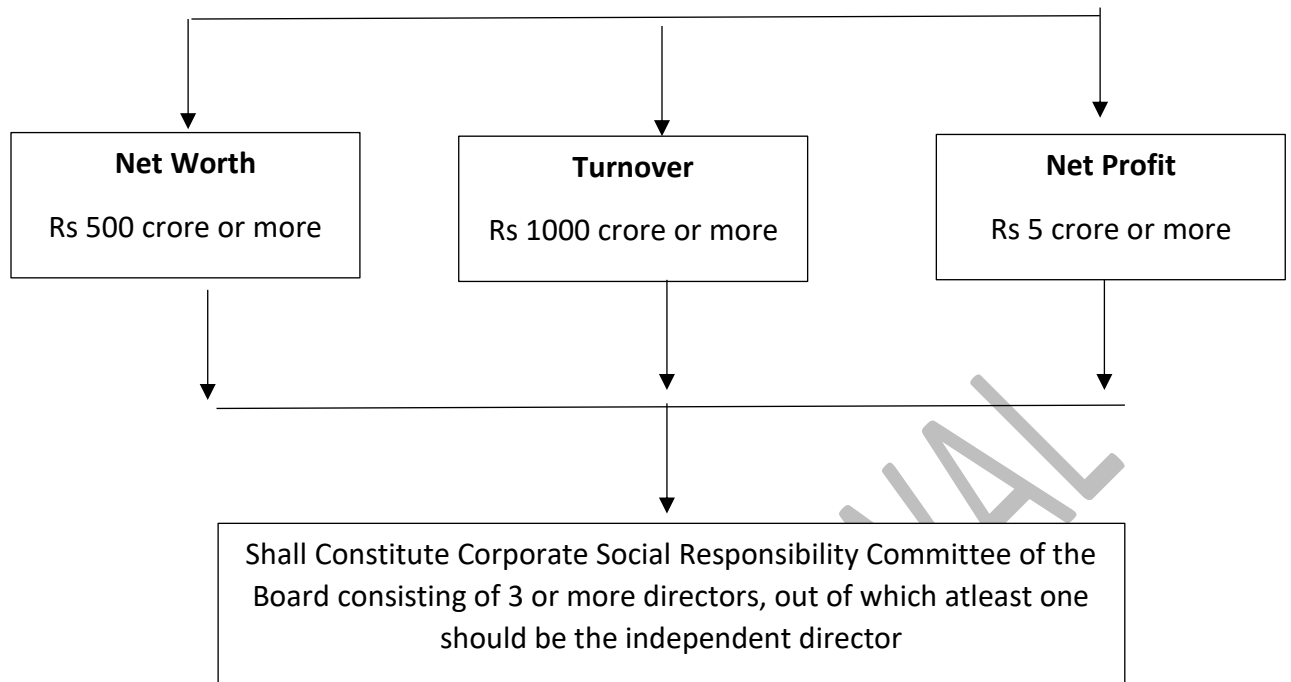 Net Worth
Rs 500 crore or more
Turnover
Rs 1000 crore or more
Net Profit
Rs 5 crore or more
Shall Constitute Corporate Social Responsibility Committee of the
Board consisting of 3 or more directors, out of which atleast one
should be the independent director